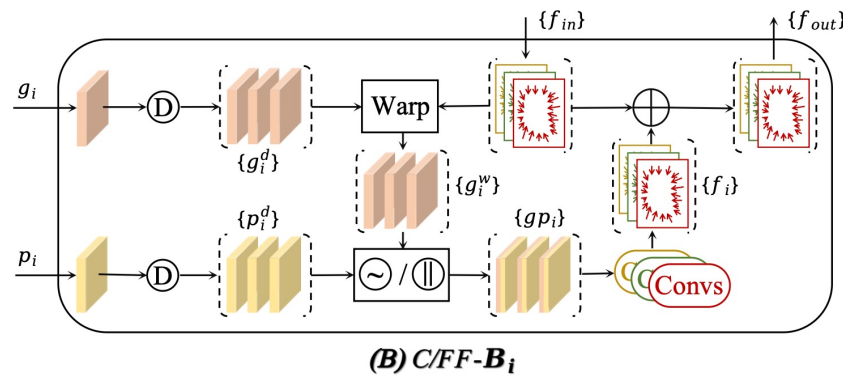 {f_in} {f_out}
g_i D Warp
{g_i^d} {g_i^w} {f_i}
{p_i^d} {gp_i}
p_i D ~ / || C C Convs
(B) C/FF-B_i